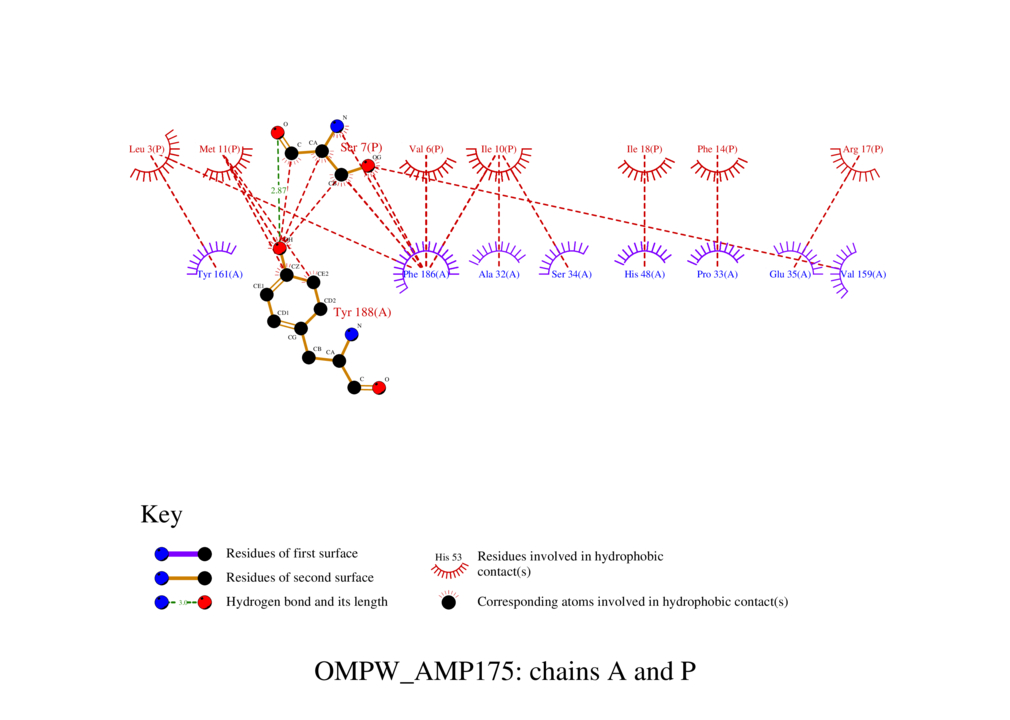 N
O
C
CA
Ser 7(P)
OG
CB
Leu 3(P)
Met 11(P)
Val 6(P)
Ile 10(P)
Ile 18(P)
Phe 14(P)
Arg 17(P)
2.87
OH
CZ
CE2
CE1
CD2
CD1
CG
Tyr 188(A)
N
CB
CA
C
O
Tyr 161(A)
Phe 186(A)
Ala 32(A)
Ser 34(A)
His 48(A)
Pro 33(A)
Glu 35(A)
Val 159(A)
Key
Residues of first surface
Residues of second surface
3.0
Hydrogen bond and its length
His 53
Residues involved in hydrophobic
contact(s)
Corresponding atoms involved in hydrophobic contact(s)
OMPW_AMP175: chains A and P